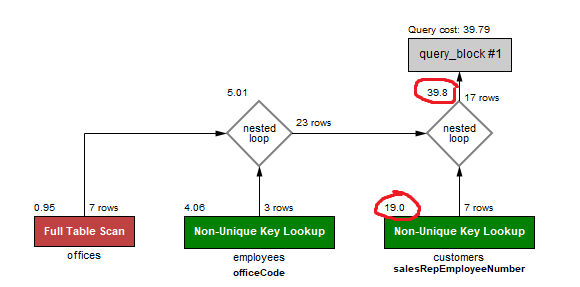 Query cost: 39.79
query_block #1
39.8
17 rows
5.01
nested
loop
23 rows
nested
loop
0.95
7 rows
4.06
3 rows
19.0
7 rows
Full Table Scan
Non-Unique Key Lookup
Non-Unique Key Lookup
offices
employees
customers
officeCode
salesRepEmployeeNumber